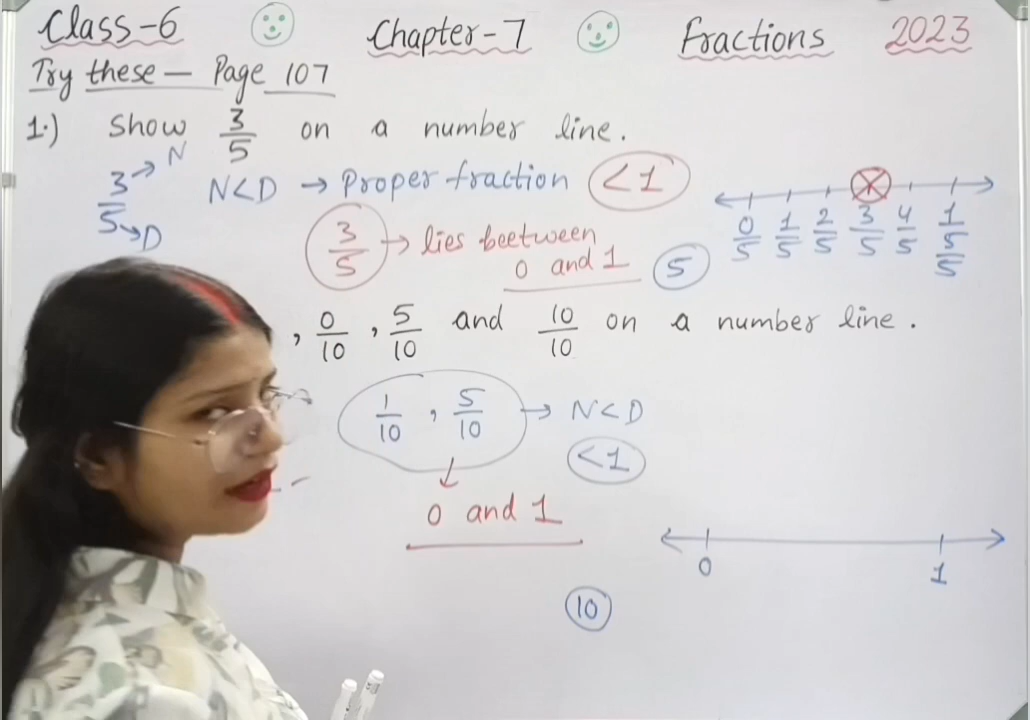 Class-6 Chapter-7 Fractions 2023
Try these — Page 107
1.) Show 3/5 on a number line.
3/5 → N → D N<D → Proper fraction <1
3/5 → lies beetween
0 and 1 5
0/5 1/5 2/5 3/5 4/5 1 5/5
, 0/10 , 5/10 and 10/10 on a number line.
1/10 , 5/10 → N<D
<1
0 and 1
0 1
10